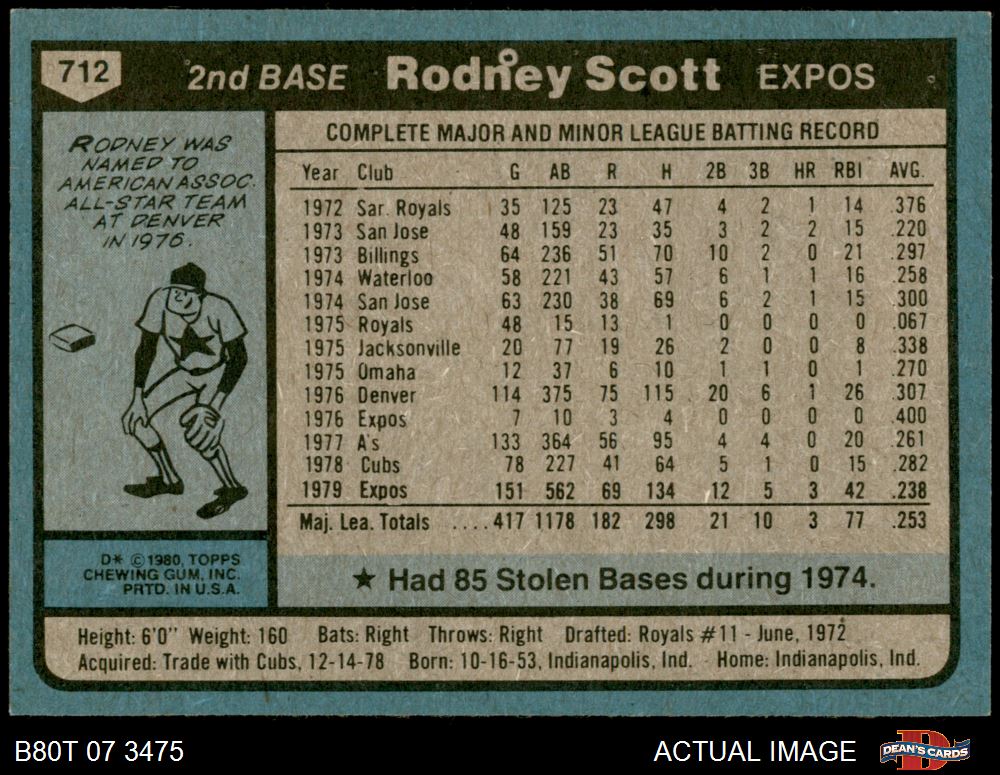 712 2nd BASE Rodney Scott EXPOS
RODNEY WAS
NAMED TO
AMERICAN ASSOC.
ALL-STAR TEAM
AT DENVER
IN 1976.
COMPLETE MAJOR AND MINOR LEAGUE BATTING RECORD
Year Club G AB R H 2B 3B HR RBI AVG.
1972 Sar. Royals 35 125 23 47 4 2 1 14 .376
1973 San Jose 48 159 23 35 3 2 2 15 .220
1973 Billings 64 236 51 70 10 2 0 21 .297
1974 Waterloo 58 221 43 57 6 1 1 16 .258
1974 San Jose 63 230 38 69 6 2 1 15 .300
1975 Royals 48 15 13 1 0 0 0 0 .067
1975 Jacksonville 20 77 19 26 2 0 0 8 .338
1975 Omaha 12 37 6 10 1 1 0 1 .270
1976 Denver 114 375 75 115 20 6 1 26 .307
1976 Expos 7 10 3 4 0 0 0 0 .400
1977 A's 133 364 56 95 4 4 0 20 .261
1978 Cubs 78 227 41 64 5 1 0 15 .282
1979 Expos 151 562 69 134 12 5 3 42 .238
Maj. Lea. Totals ....417 1178 182 298 21 10 3 77 .253
D* © 1980, TOPPS
CHEWING GUM, INC.
PRTD. IN U.S.A.
★ Had 85 Stolen Bases during 1974.
Height: 6'0" Weight: 160 Bats: Right Throws: Right Drafted: Royals #11 - June, 1972
Acquired: Trade with Cubs, 12-14-78 Born: 10-16-53, Indianapolis, Ind. Home: Indianapolis, Ind.
B80T 07 3475 ACTUAL IMAGE DEAN'S CARDS